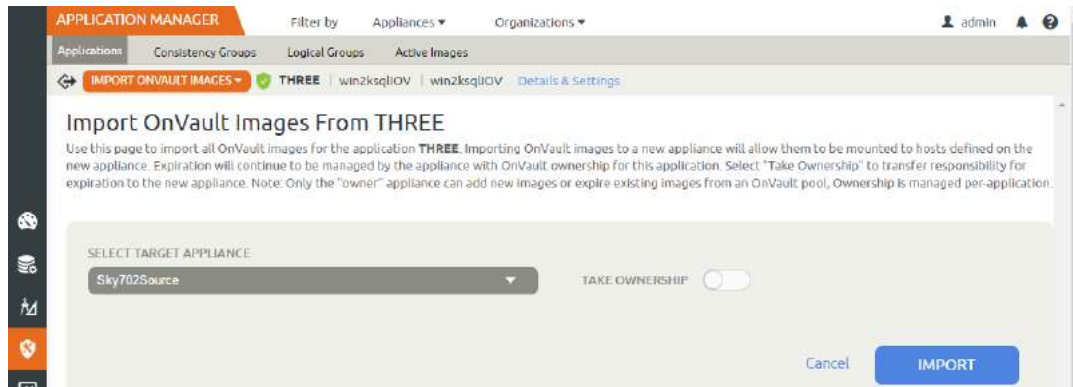 APPLICATION MANAGER Filter by Appliances Organizations admin
Applications Consistency Groups Logical Groups Active Images
IMPORT ONVAULT IMAGES THREE | win2ksqlIOV | win2ksqlIOV Details & Settings
Import OnVault Images From THREE
Use this page to import all OnVault images for the application THREE. Importing OnVault images to a new appliance will allow them to be mounted to hosts defined on the
new appliance. Expiration will continue to be managed by the appliance with OnVault ownership for this application. Select "Take Ownership" to transfer responsibility for
expiration to the new appliance. Note: Only the "owner" appliance can add new images or expire existing images from an OnVault pool, Ownership is managed per-application.
SELECT TARGET APPLIANCE
Sky702Source TAKE OWNERSHIP
Cancel IMPORT